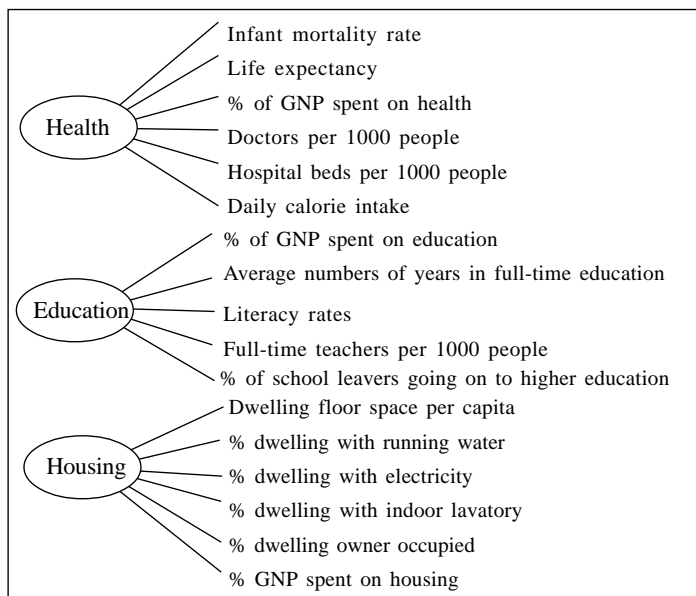 Infant mortality rate
Life expectancy
% of GNP spent on health
Health
Doctors per 1000 people
Hospital beds per 1000 people
Daily calorie intake
% of GNP spent on education
Average numbers of years in full-time education
Education
Literacy rates
Full-time teachers per 1000 people
% of school leavers going on to higher education
Dwelling floor space per capita
% dwelling with running water
Housing
% dwelling with electricity
% dwelling with indoor lavatory
% dwelling owner occupied
% GNP spent on housing